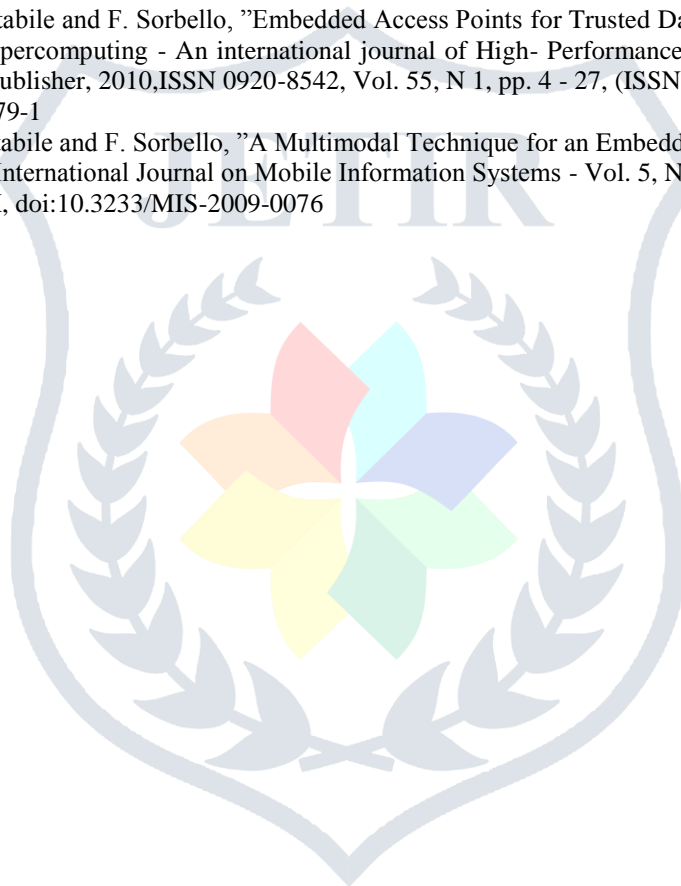 tabile and F. Sorbello, ”Embedded Access Points for Trusted Da
percomputing - An international journal of High- Performance
ublisher, 2010,ISSN 0920-8542, Vol. 55, N 1, pp. 4 - 27, (ISSN
79-1
abile and F. Sorbello, ”A Multimodal Technique for an Embedd
International Journal on Mobile Information Systems - Vol. 5, N
, doi:10.3233/MIS-2009-0076
JETIR